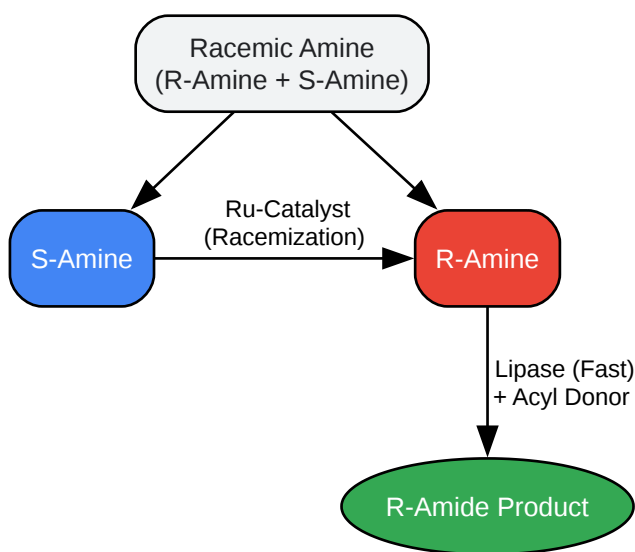 Racemic Amine
(R-Amine + S-Amine)
Ru-Catalyst
(Racemization)
S-Amine
R-Amine
Lipase (Fast)
+ Acyl Donor
R-Amide Product